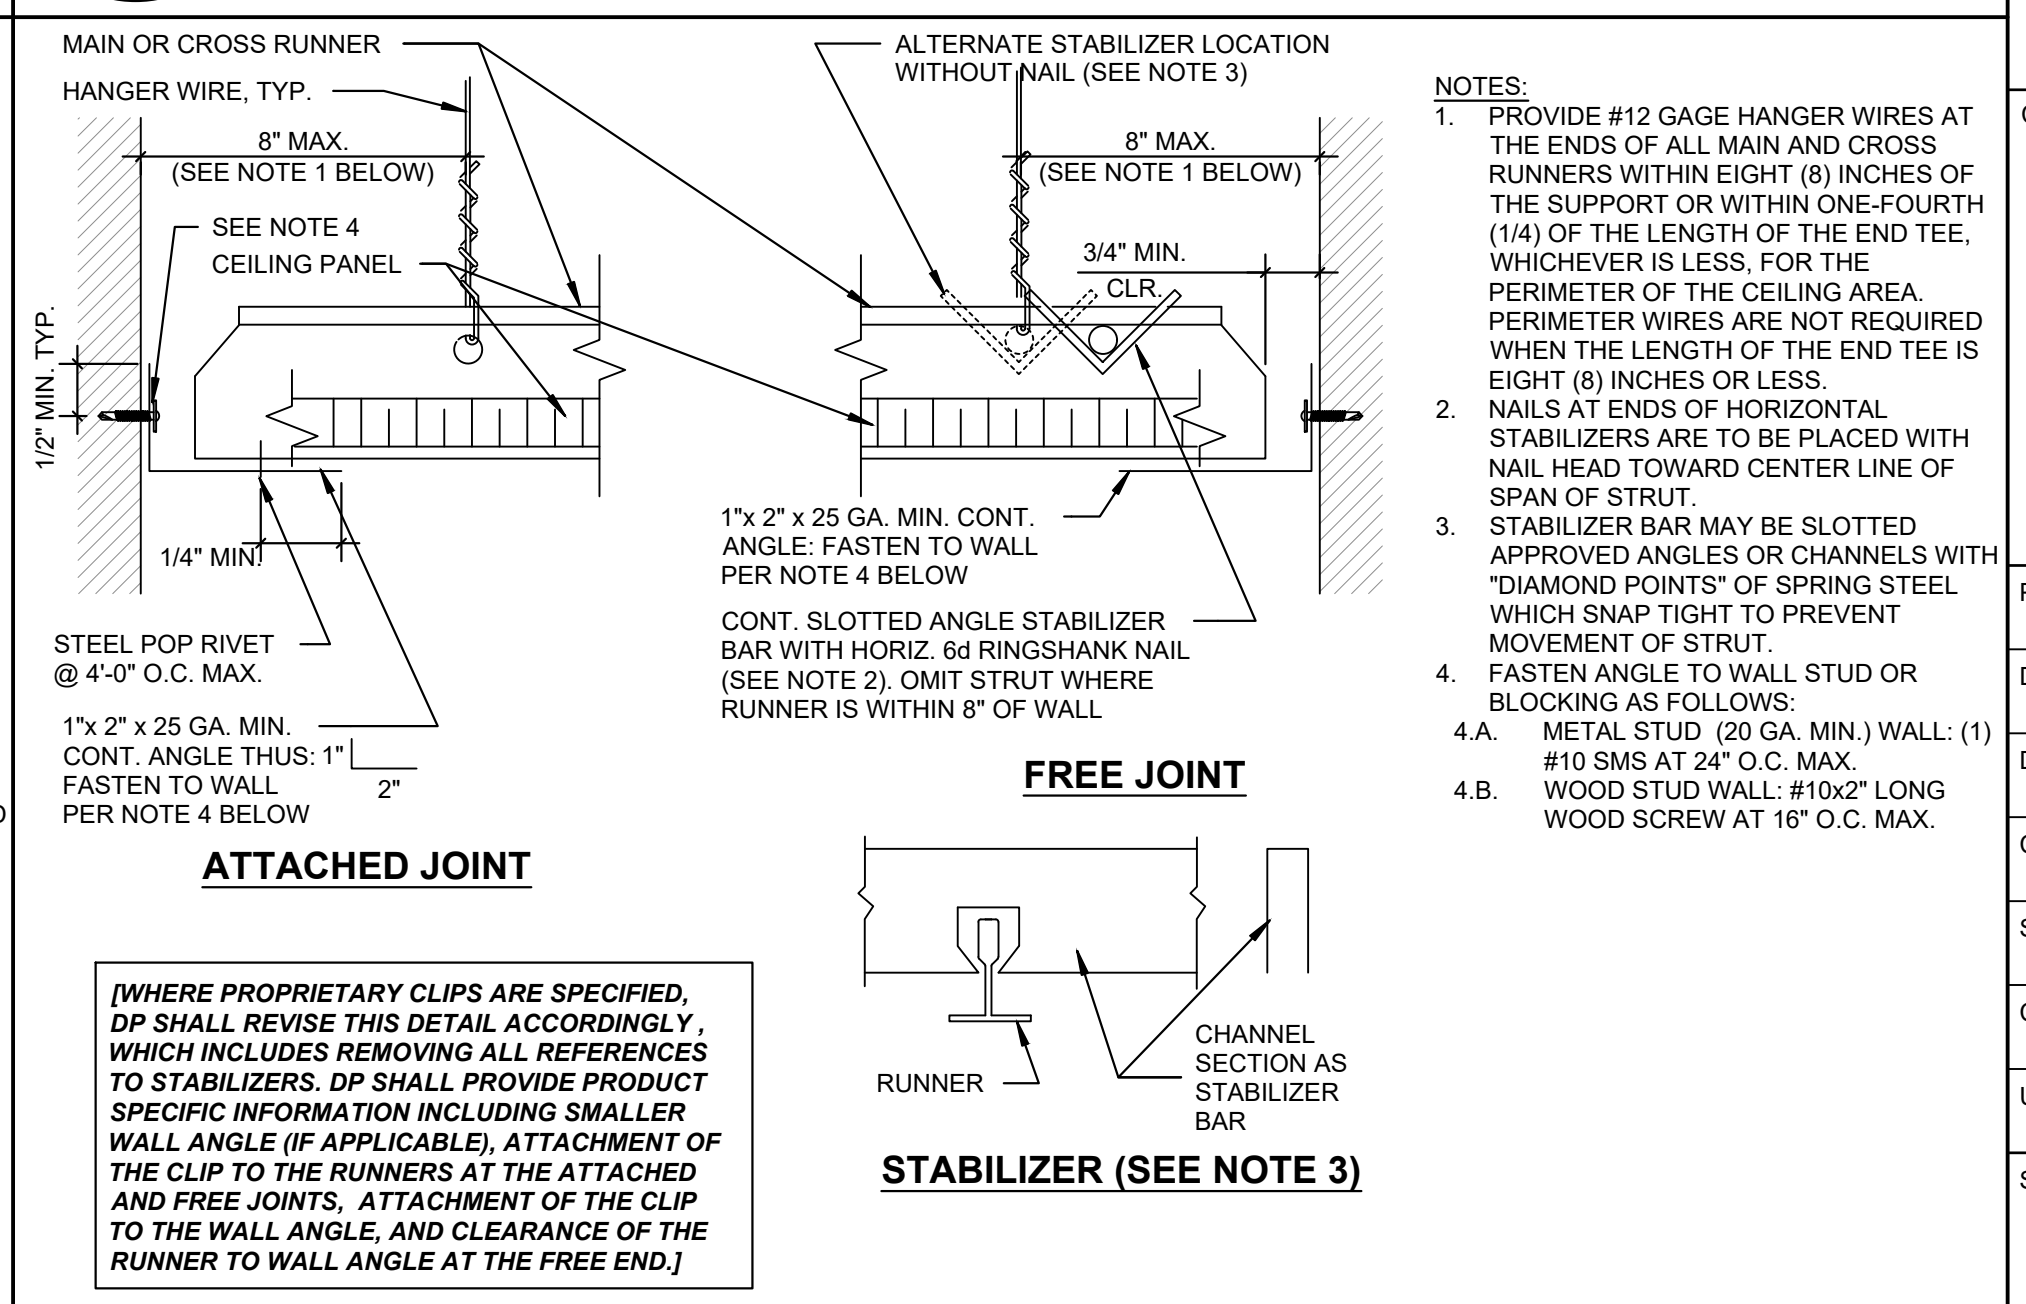 MAIN OR CROSS RUNNER
HANGER WIRE, TYP.
8" MAX.
(SEE NOTE 1 BELOW)
SEE NOTE 4
CEILING PANEL
1/2" MIN. TYP.
1/4" MIN.
STEEL POP RIVET
@ 4'-0" O.C. MAX.
1"x 2" x 25 GA. MIN.
CONT. ANGLE THUS:
FASTEN TO WALL
PER NOTE 4 BELOW
1"
2"
ATTACHED JOINT
ALTERNATE STABILIZER LOCATION
WITHOUT NAIL (SEE NOTE 3)
8" MAX.
(SEE NOTE 1 BELOW)
3/4" MIN.
CLR.
1"x 2" x 25 GA. MIN. CONT.
ANGLE: FASTEN TO WALL
PER NOTE 4 BELOW
CONT. SLOTTED ANGLE STABILIZER
BAR WITH HORIZ. 6d RINGSHANK NAIL
(SEE NOTE 2). OMIT STRUT WHERE
RUNNER IS WITHIN 8" OF WALL
FREE JOINT
RUNNER
CHANNEL
SECTION AS
STABILIZER
BAR
STABILIZER (SEE NOTE 3)
[WHERE PROPRIETARY CLIPS ARE SPECIFIED,
DP SHALL REVISE THIS DETAIL ACCORDINGLY ,
WHICH INCLUDES REMOVING ALL REFERENCES
TO STABILIZERS. DP SHALL PROVIDE PRODUCT
SPECIFIC INFORMATION INCLUDING SMALLER
WALL ANGLE (IF APPLICABLE), ATTACHMENT OF
THE CLIP TO THE RUNNERS AT THE ATTACHED
AND FREE JOINTS, ATTACHMENT OF THE CLIP
TO THE WALL ANGLE, AND CLEARANCE OF THE
RUNNER TO WALL ANGLE AT THE FREE END.]
NOTES:
1. PROVIDE #12 GAGE HANGER WIRES AT
THE ENDS OF ALL MAIN AND CROSS
RUNNERS WITHIN EIGHT (8) INCHES OF
THE SUPPORT OR WITHIN ONE-FOURTH
(1/4) OF THE LENGTH OF THE END TEE,
WHICHEVER IS LESS, FOR THE
PERIMETER OF THE CEILING AREA.
PERIMETER WIRES ARE NOT REQUIRED
WHEN THE LENGTH OF THE END TEE IS
EIGHT (8) INCHES OR LESS.
2. NAILS AT ENDS OF HORIZONTAL
STABILIZERS ARE TO BE PLACED WITH
NAIL HEAD TOWARD CENTER LINE OF
SPAN OF STRUT.
3. STABILIZER BAR MAY BE SLOTTED
APPROVED ANGLES OR CHANNELS WITH
"DIAMOND POINTS" OF SPRING STEEL
WHICH SNAP TIGHT TO PREVENT
MOVEMENT OF STRUT.
4. FASTEN ANGLE TO WALL STUD OR
BLOCKING AS FOLLOWS:
4.A. METAL STUD (20 GA. MIN.) WALL: (1)
#10 SMS AT 24" O.C. MAX.
4.B. WOOD STUD WALL: #10x2" LONG
WOOD SCREW AT 16" O.C. MAX.